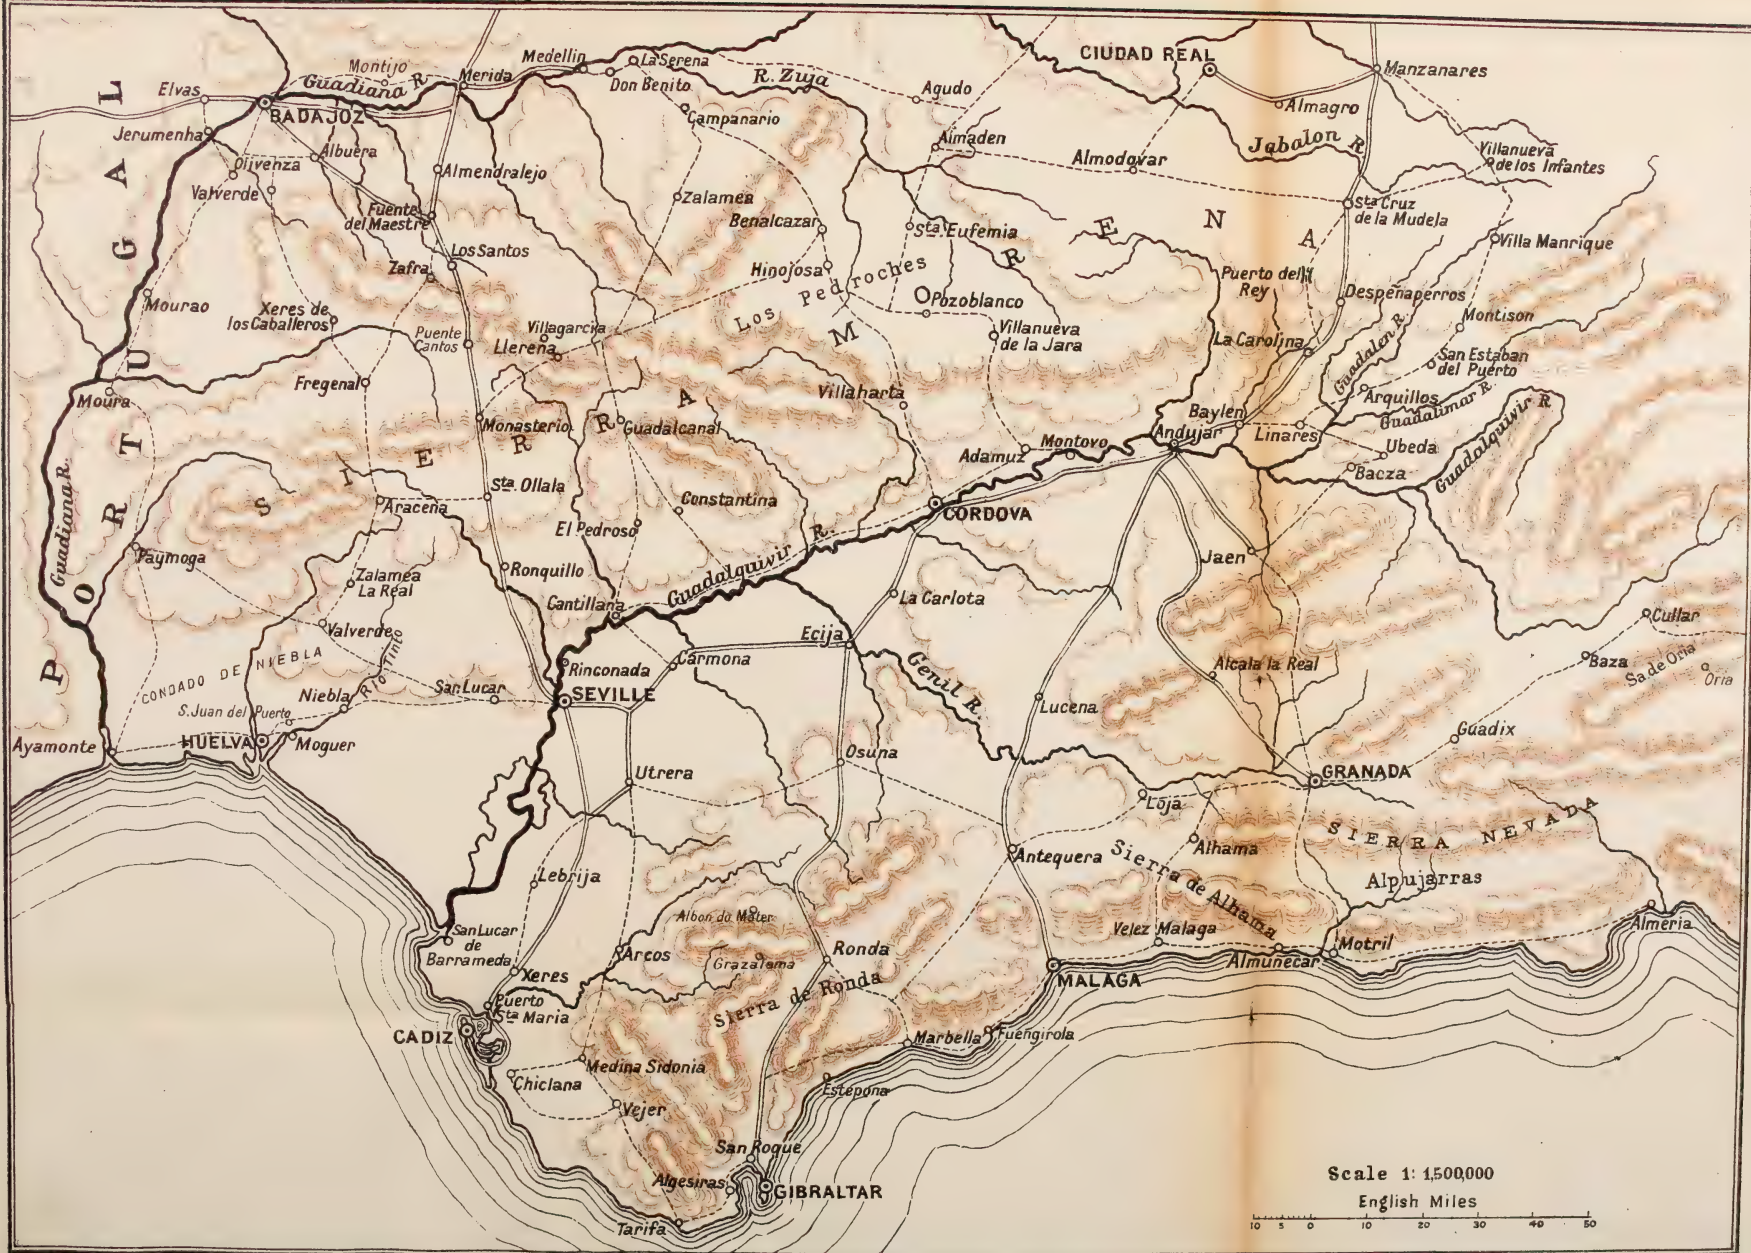 PORTUGAL
SIERRA MORENA
Montijo
Guadiana R.
Merida
Medellin
La Serena
Don Benito
R. Zuja
Agudo
CIUDAD REAL
Manzanares
Almagro
Elvas
BADAJOZ
Jerumenha
Olivenza
Albuera
Valverde
Almendralejo
Campanario
Zalamea
Almaden
Almodovar
Jabalon R
Villanueva
de los Infantes
Fuente
del Maestre
Los Santos
Zafra
Benalcazar
Sta. Eufemia
Sta Cruz
de la Mudela
Villa Manrique
Mourao
Xeres de
los Caballeros
Puente
Cantos
Villagarcia
Llerena
Hinojosa
Los Pedroches
Pozoblanco
Villanueva
de la Jara
Puerto del
Rey
Despeñaperros
Montison
La Carolina
Guadalen R.
San Estaban
del Puerto
Moura
Fregenal
Monasterio
Guadalcanal
Villaharta
Arquillos
Guadalimar R.
Guadalquivir R
Baylen
Andujar
Linares
Ubeda
Bacza
Adamuz
Montovo
Guadiana R.
Aracena
Sta. Ollala
Constantina
El Pedroso
CORDOVA
Paymoga
Zalamea
La Real
Ronquillo
Cantillana
Guadalquivir R.
La Carlota
Jaen
Cullar
Valverde
Rio Tinto
CONDADO DE NIEBLA
Niebla
San Lucar
Rinconada
SEVILLE
Carmona
Ecija
Genil R.
Lucena
Alcala la Real
Baza
Sa. de Oria
Oria
S. Juan del Puerto
Ayamonte
HUELVA
Moguer
Utrera
Osuna
Guadix
GRANADA
Loja
SIERRA NEVADA
Lebrija
Antequera
Sierra de Alhama
Alhama
Alpujarras
Albon do Mater
San Lucar
de
Barrameda
Xeres
Arcos
Grazalema
Ronda
Sierra de Ronda
Velez Malaga
Almuñecar
Motril
Almeria
MALAGA
Puerto
Sta Maria
CADIZ
Medina Sidonia
Chiclana
Vejer
Marbella
Fuengirola
Estepona
San Roque
Algesiras
GIBRALTAR
Tarifa
Scale 1: 1,500,000
English Miles
10 5 0 10 20 30 40 50